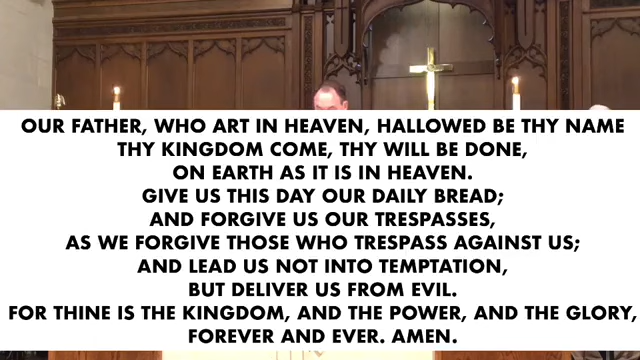 OUR FATHER, WHO ART IN HEAVEN, HALLOWED BE THY NAME
THY KINGDOM COME, THY WILL BE DONE,
ON EARTH AS IT IS IN HEAVEN.
GIVE US THIS DAY OUR DAILY BREAD;
AND FORGIVE US OUR TRESPASSES,
AS WE FORGIVE THOSE WHO TRESPASS AGAINST US;
AND LEAD US NOT INTO TEMPTATION,
BUT DELIVER US FROM EVIL.
FOR THINE IS THE KINGDOM, AND THE POWER, AND THE GLORY,
FOREVER AND EVER. AMEN.